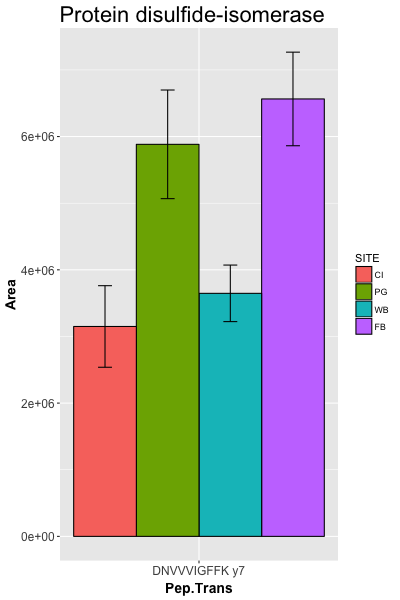 Protein disulfide-isomerase
Area
6e+06
4e+06
2e+06
0e+00
DNVVVIGFFK y7
Pep.Trans
SITE
CI
PG
WB
FB